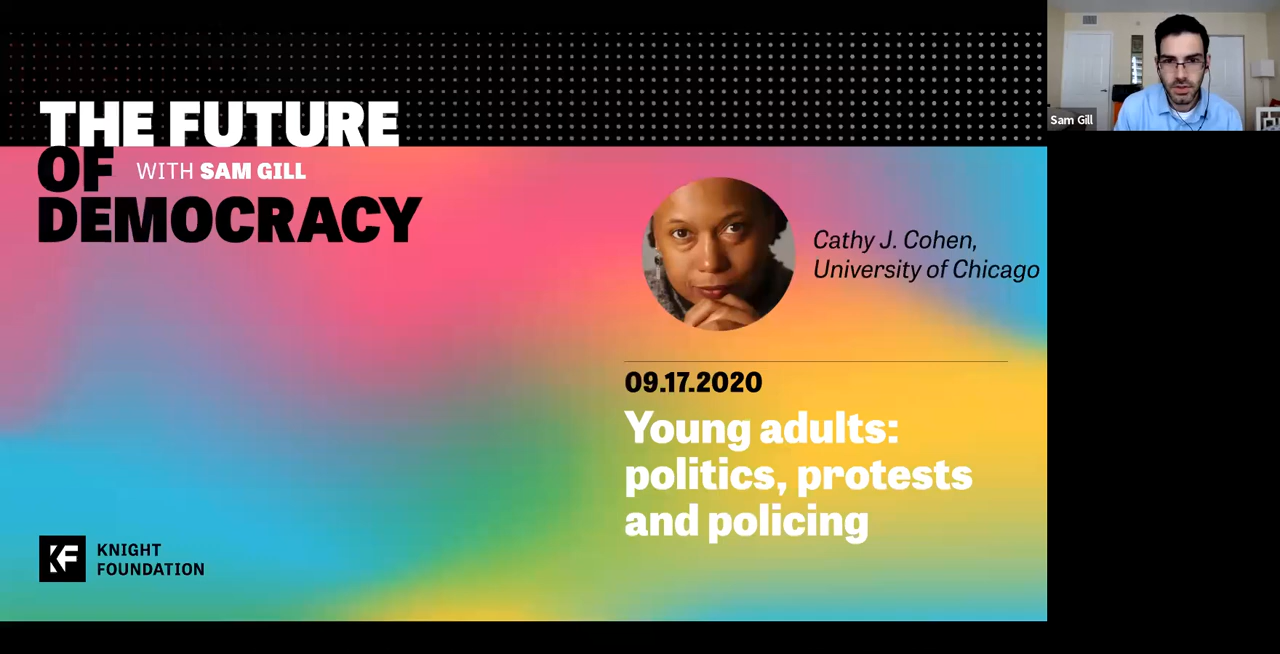 THE FUTURE
OF WITH SAM GILL
DEMOCRACY
Cathy J. Cohen,
University of Chicago
09.17.2020
Young adults:
politics, protests
and policing
KF KNIGHT
FOUNDATION
Sam Gill